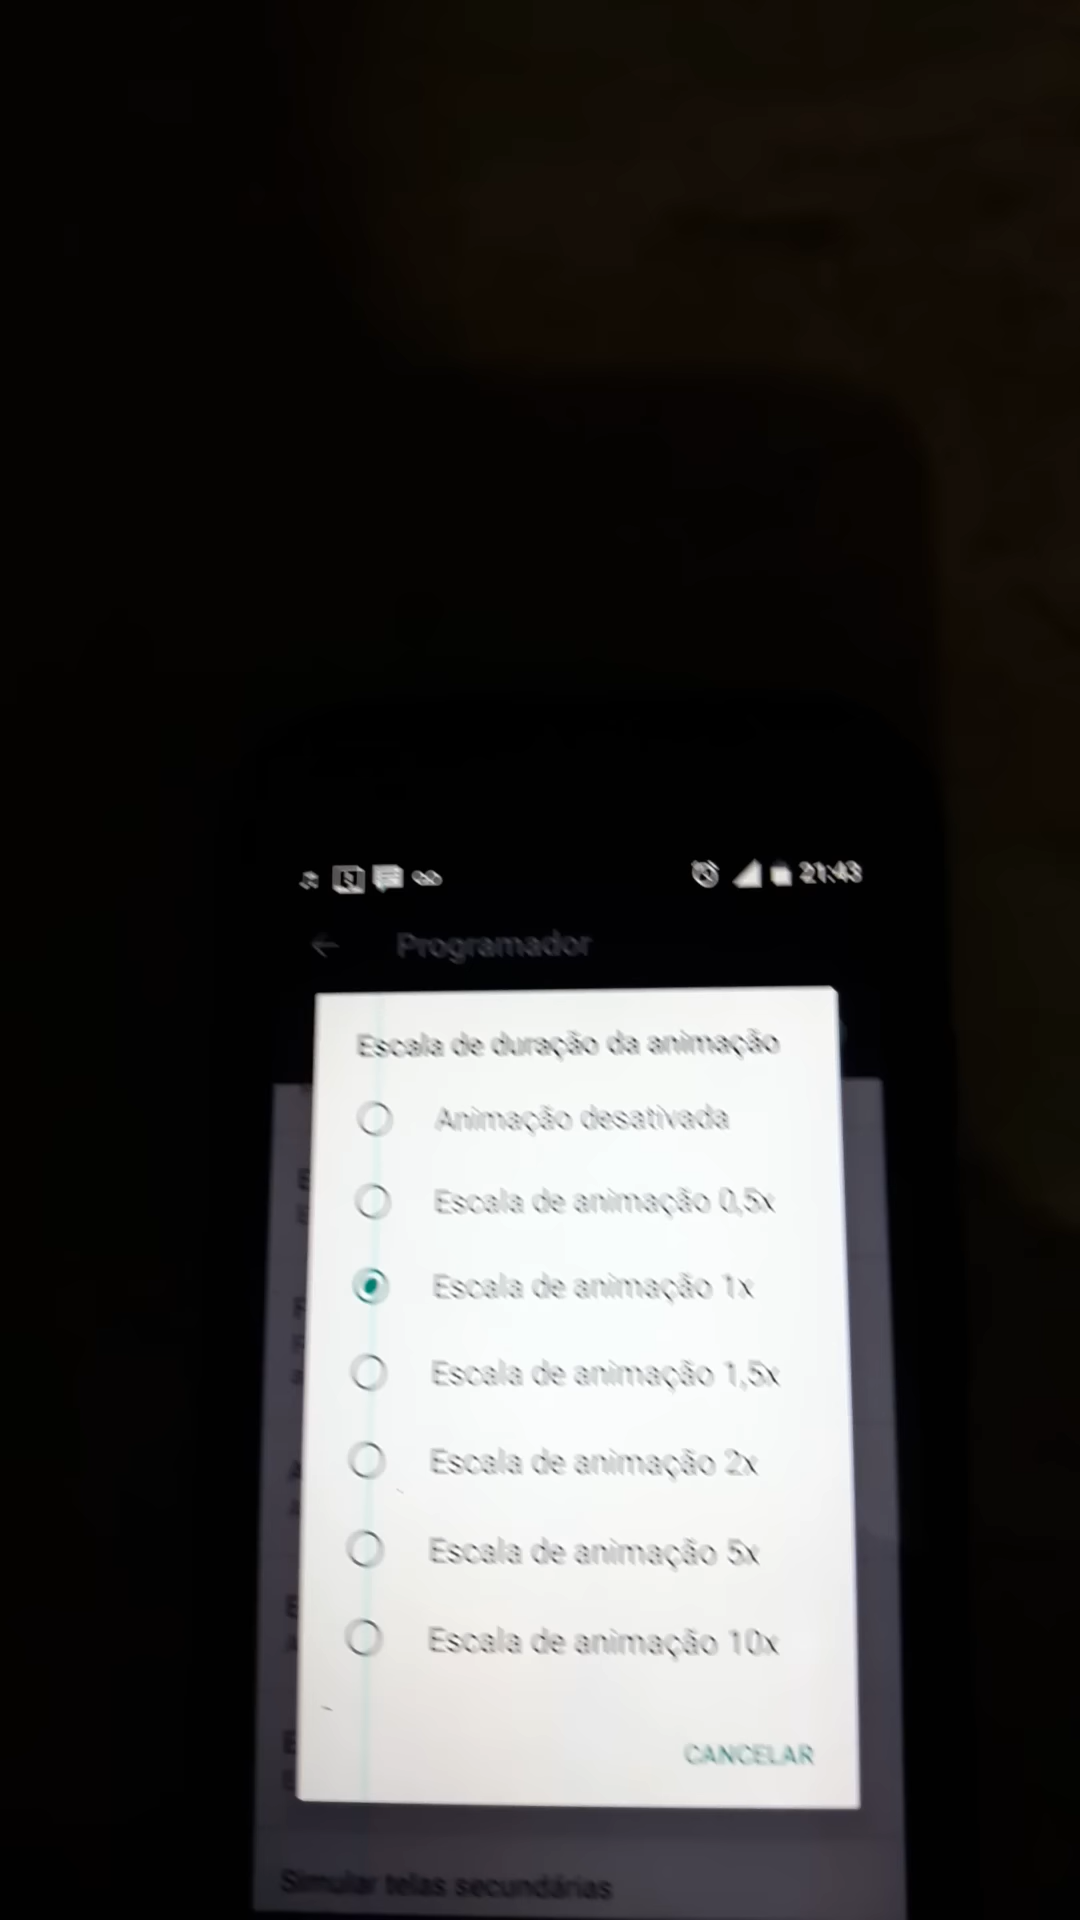 21:43
Programador
Escala de duração da animação
Animação desativada
Escala de animação 0,5x
Escala de animação 1x
Escala de animação 1,5x
Escala de animação 2x
Escala de animação 5x
Escala de animação 10x
CANCELAR
Simular telas secundárias